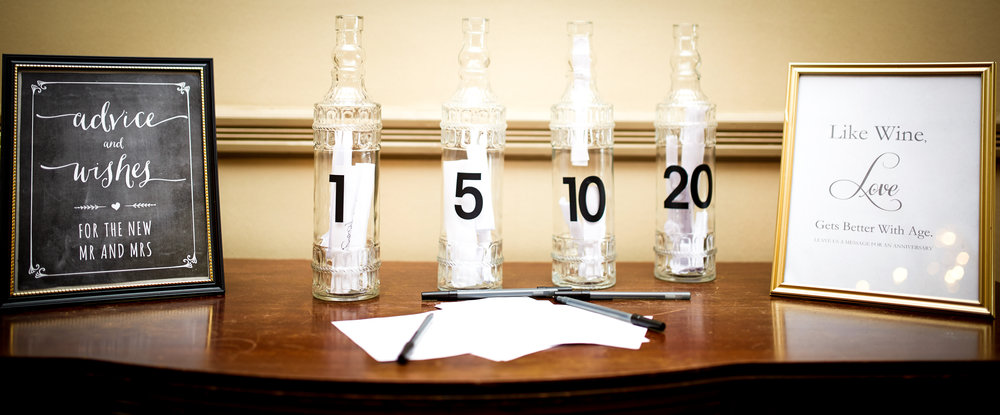 advice
and
wishes
FOR THE NEW
MR AND MRS
1
5
10
20
Like Wine,
Love
Gets Better With Age.
LEAVE US A MESSAGE FOR AN ANNIVERSARY